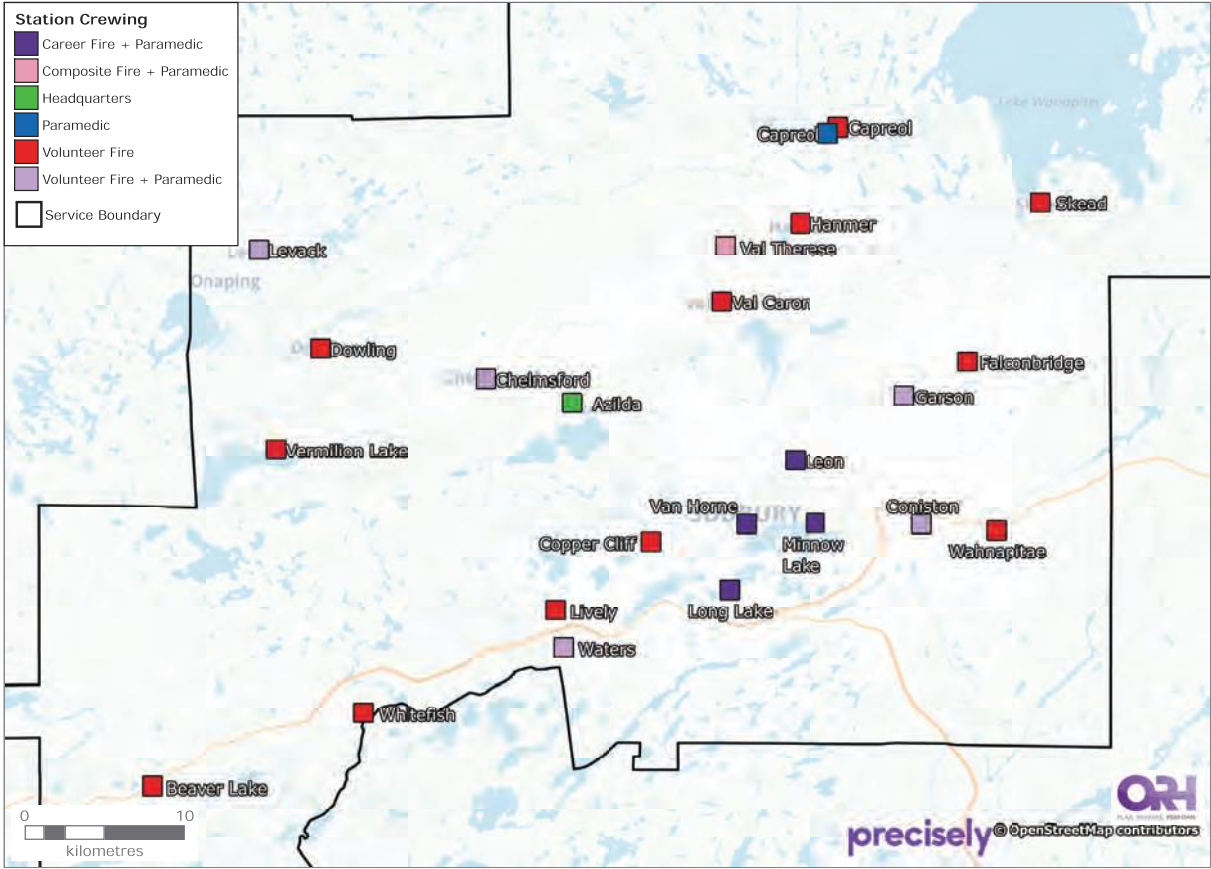 Station Crewing
Career Fire + Paramedic
Composite Fire + Paramedic
Headquarters
Paramedic
Volunteer Fire
Volunteer Fire + Paramedic
Service Boundary
Lake Wanapitei
Capreol
Capreol
Skead
Hanmer
Val Therese
Levack
Onaping
Val Caron
Dowling
Falconbridge
Chelmsford
Garson
Azilda
Vermilion Lake
Leon
Van Horne
SUDBURY
Coniston
Copper Cliff
Minnow
Lake
Wahnapitae
Lively
Long Lake
Waters
Whitefish
Beaver Lake
0 10
kilometres
ORH
precisely
© OpenStreetMap contributors